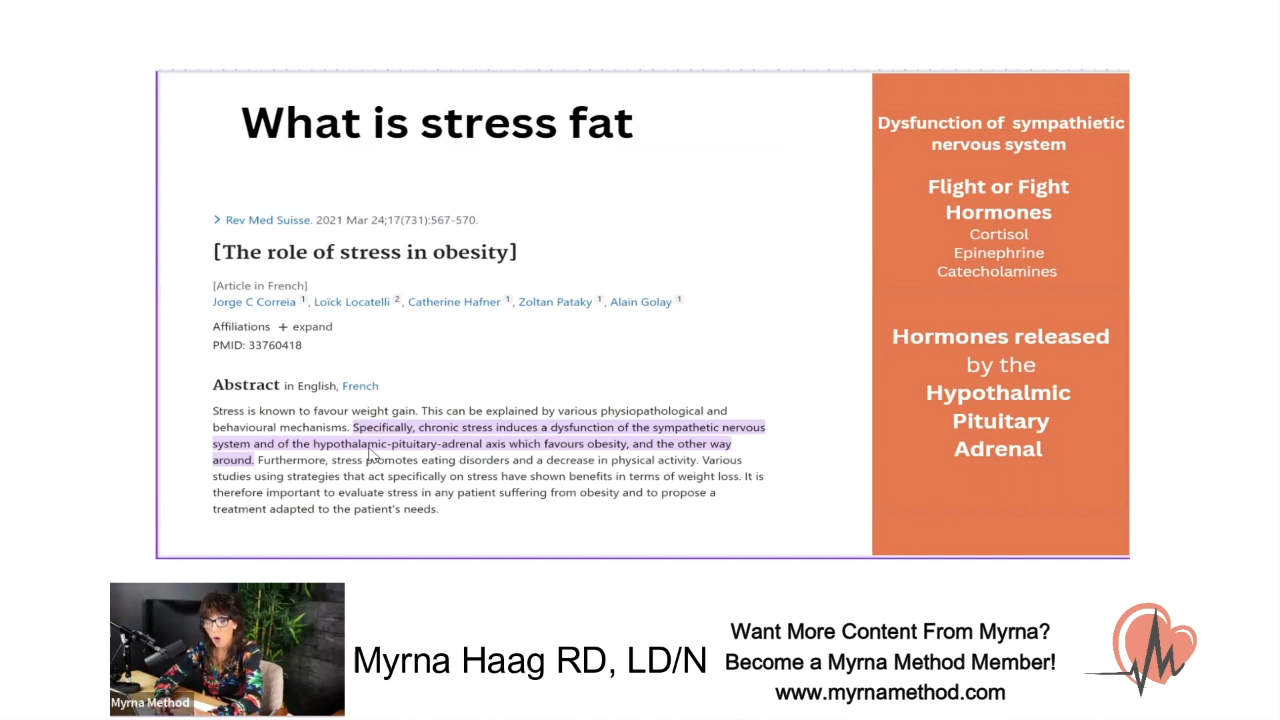 What is stress fat
> Rev Med Suisse. 2021 Mar 24;17(731):567-570.
[The role of stress in obesity]
[Article in French]
Jorge C Correia 1, Loïck Locatelli 2, Catherine Hafner 1, Zoltan Pataky 1, Alain Golay 1
Affiliations + expand
PMID: 33760418
Abstract in English, French
Stress is known to favour weight gain. This can be explained by various physiopathological and
behavioural mechanisms. Specifically, chronic stress induces a dysfunction of the sympathetic nervous
system and of the hypothalamic-pituitary-adrenal axis which favours obesity, and the other way
around. Furthermore, stress promotes eating disorders and a decrease in physical activity. Various
studies using strategies that act specifically on stress have shown benefits in terms of weight loss. It is
therefore important to evaluate stress in any patient suffering from obesity and to propose a
treatment adapted to the patient's needs.
Dysfunction of sympathietic
nervous system
Flight or Fight
Hormones
Cortisol
Epinephrine
Catecholamines
Hormones released
by the
Hypothalmic
Pituitary
Adrenal
Myrna Method
Myrna Haag RD, LD/N
Want More Content From Myrna?
Become a Myrna Method Member!
www.myrnamethod.com
M